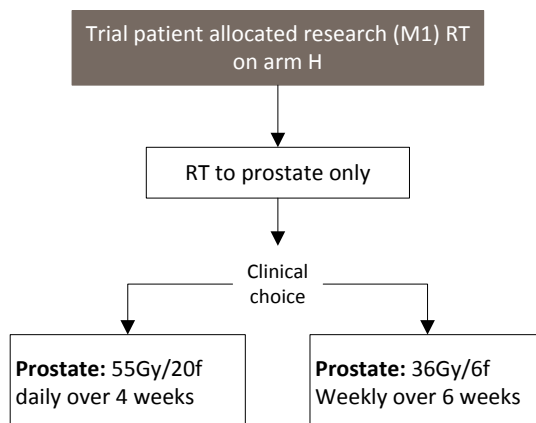 Trial patient allocated research (M1) RT
on arm H
RT to prostate only
Clinical
choice
Prostate: 55Gy/20f
daily over 4 weeks
Prostate: 36Gy/6f
Weekly over 6 weeks